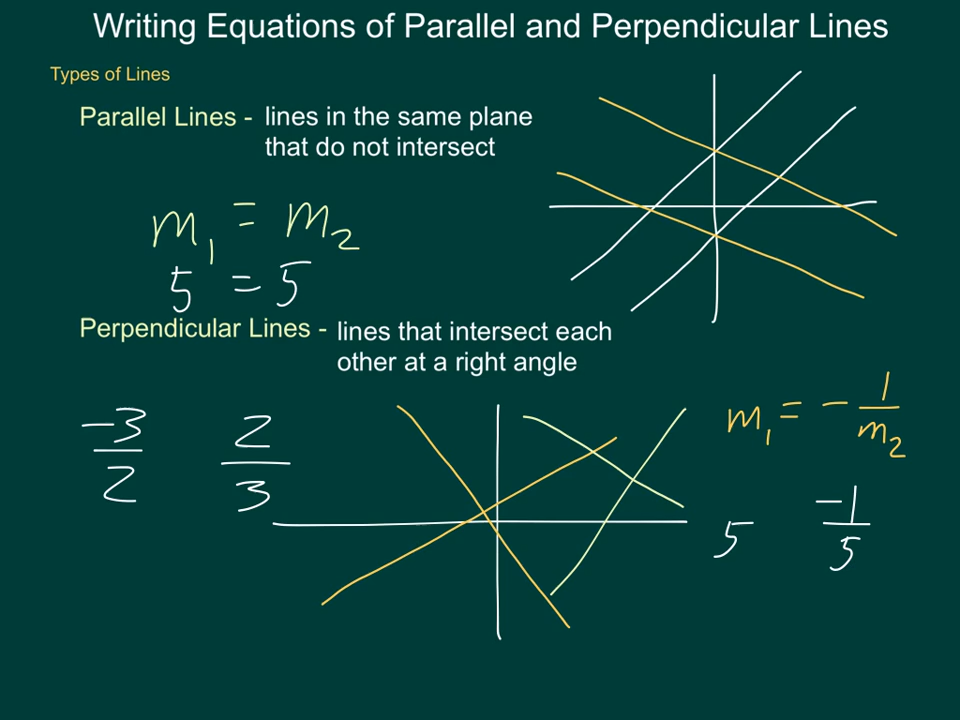 Writing Equations of Parallel and Perpendicular Lines
Types of Lines
Parallel Lines - lines in the same plane
that do not intersect
m₁ = m₂
5 = 5
Perpendicular Lines - lines that intersect each
other at a right angle
-3/2 2/3
m₁ = - 1/m₂
5 -1/5